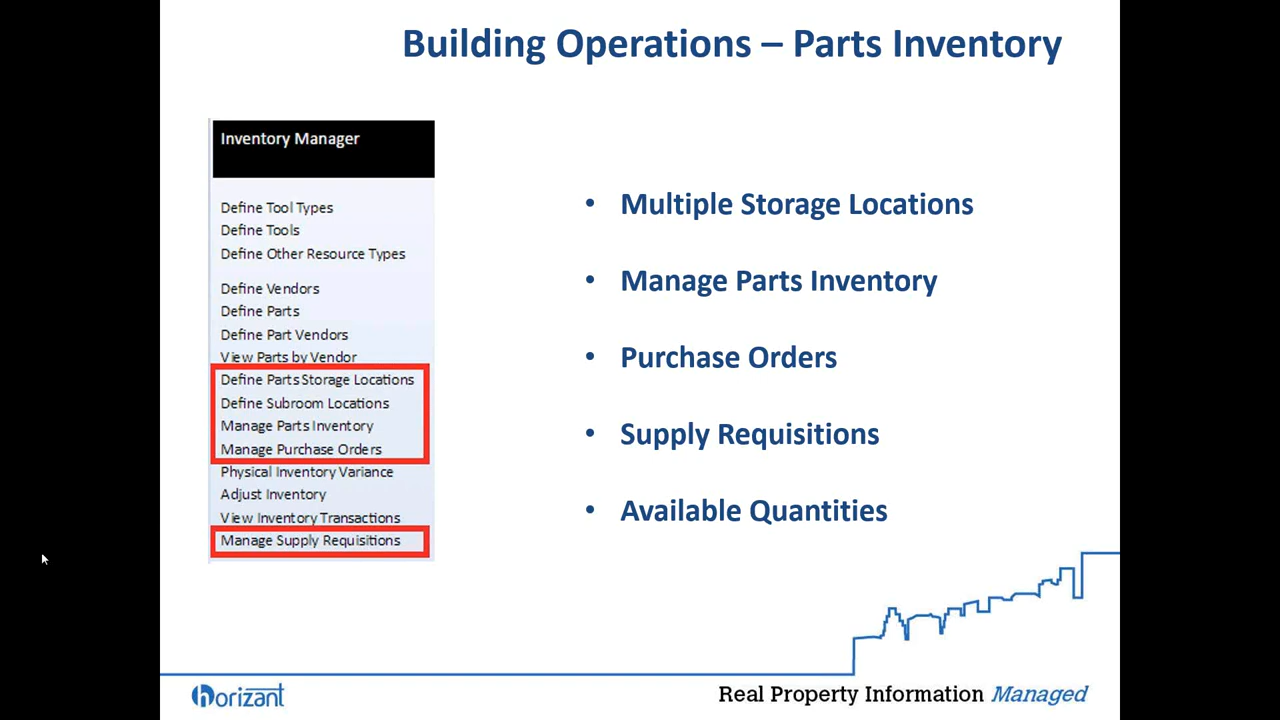 Building Operations – Parts Inventory
Inventory Manager
Define Tool Types
Define Tools
Define Other Resource Types
Define Vendors
Define Parts
Define Part Vendors
View Parts by Vendor
Define Parts Storage Locations
Define Subroom Locations
Manage Parts Inventory
Manage Purchase Orders
Physical Inventory Variance
Adjust Inventory
View Inventory Transactions
Manage Supply Requisitions
• Multiple Storage Locations
• Manage Parts Inventory
• Purchase Orders
• Supply Requisitions
• Available Quantities
horizant
Real Property Information Managed